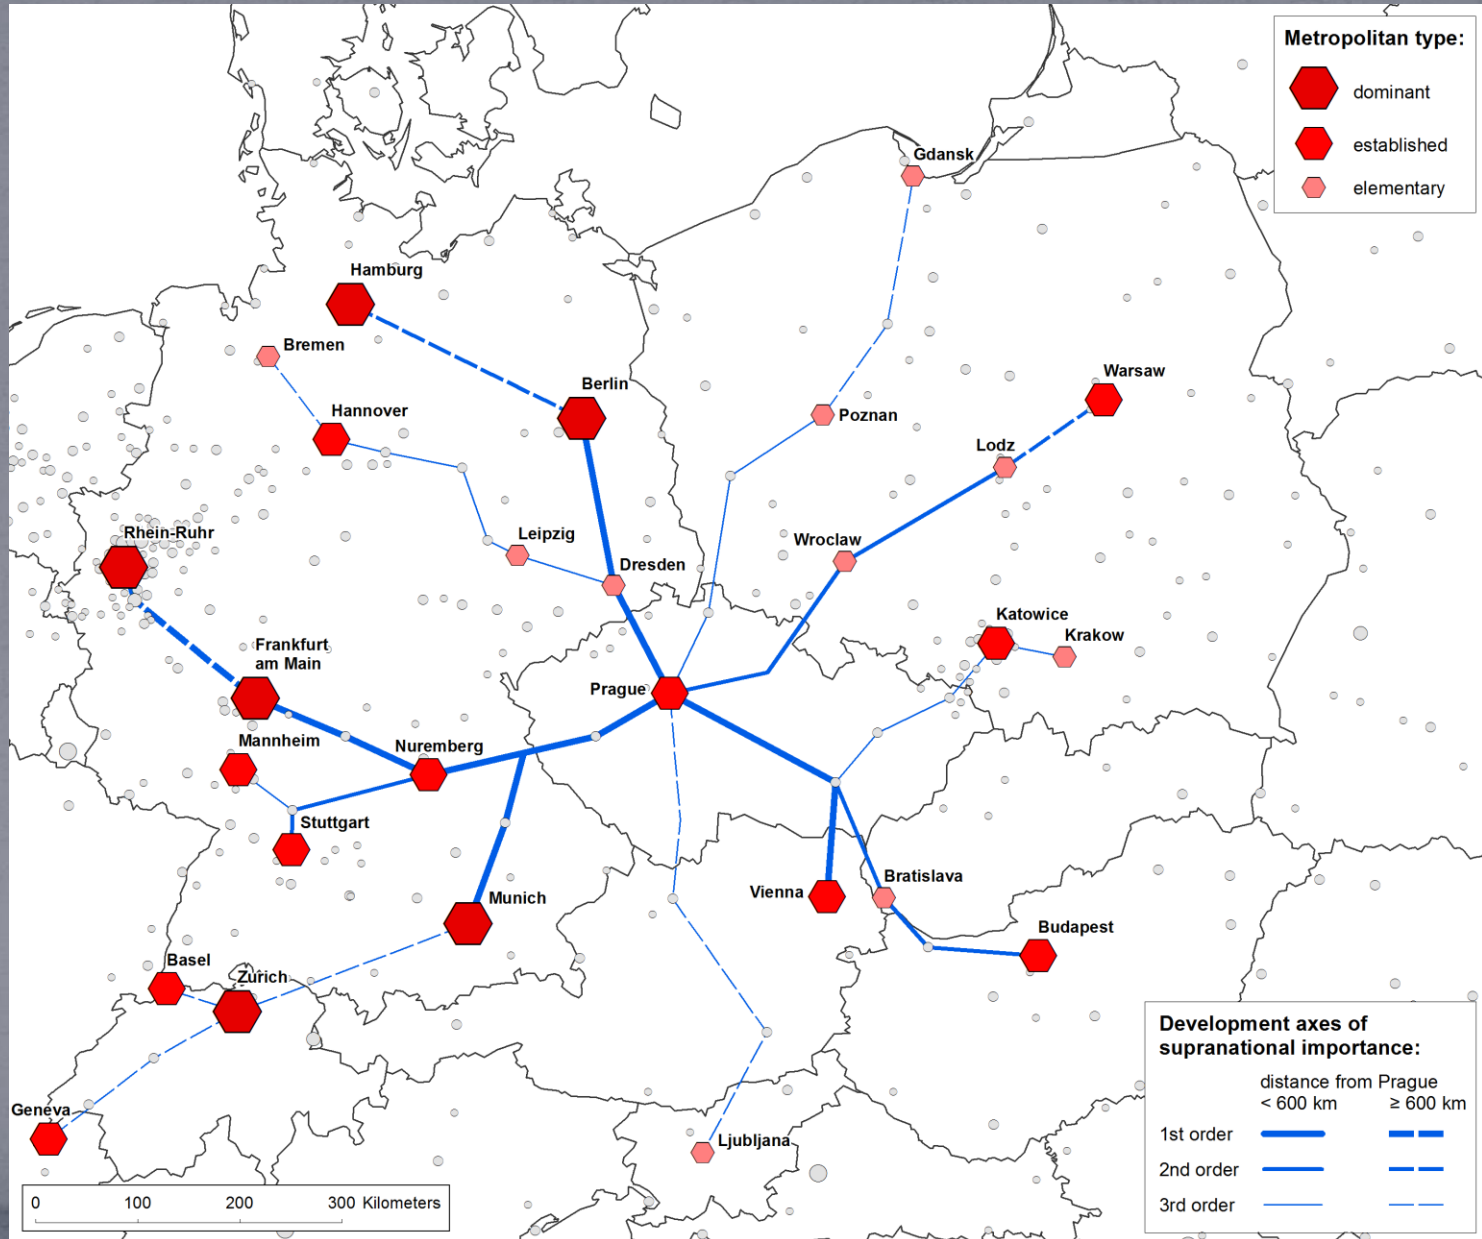 Metropolitan type:
dominant
established
elementary
Gdansk
Hamburg
Bremen
Berlin
Warsaw
Hannover
Poznan
Lodz
Rhein-Ruhr
Leipzig
Wroclaw
Dresden
Katowice
Krakow
Frankfurt
am Main
Prague
Mannheim
Nuremberg
Stuttgart
Vienna
Bratislava
Munich
Budapest
Basel
Zurich
Geneva
Ljubljana
Development axes of
supranational importance:
distance from Prague
< 600 km ≥ 600 km
1st order
2nd order
3rd order
0 100 200 300 Kilometers